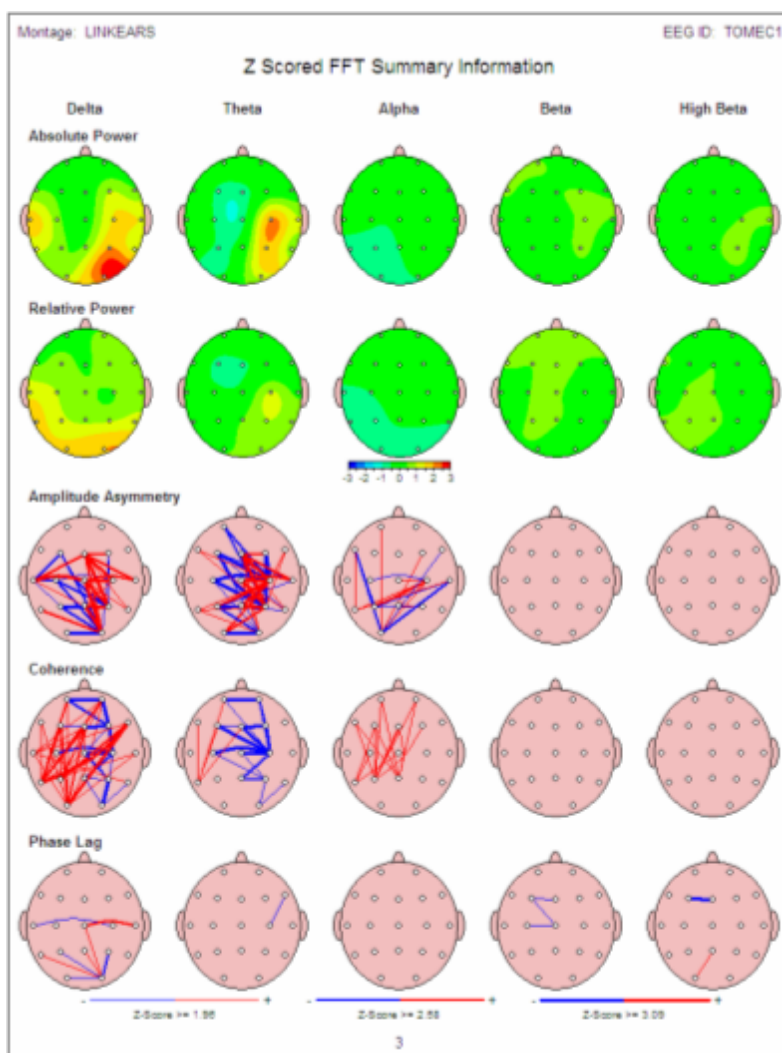 Montage: LINKEARS EEG ID: TOMEC1
Z Scored FFT Summary Information
Delta Theta Alpha Beta High Beta
Absolute Power
Relative Power
-3 -2 -1 0 1 2 3
Amplitude Asymmetry
Coherence
Phase Lag
- + - + - +
Z-Score >= 1.96 Z-Score >= 2.58 Z-Score >= 3.09
3